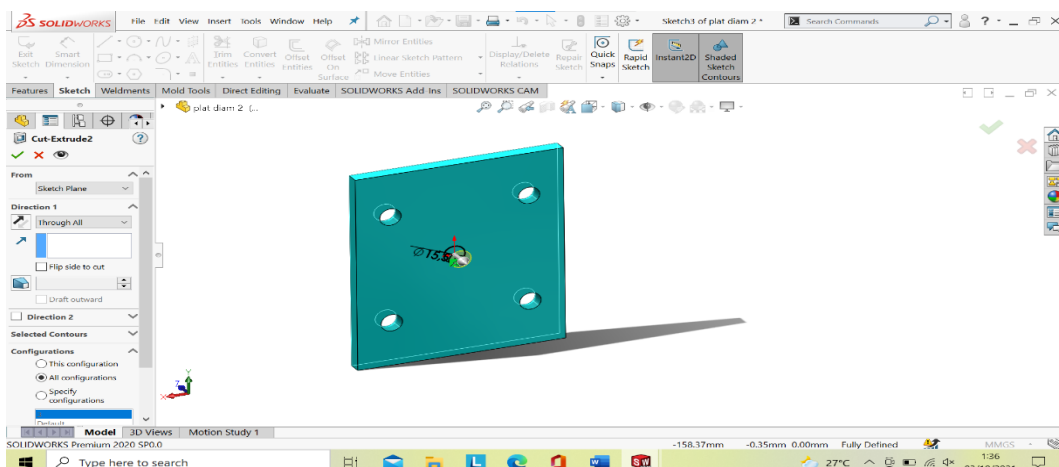 SOLIDWORKS File Edit View Insert Tools Window Help Sketch3 of plat diam 2 * Search Commands
Exit Sketch Smart Dimension Trim Entities Convert Entities Offset Entities Offset On Surface Mirror Entities Linear Sketch Pattern Move Entities Display/Delete Relations Repair Sketch Quick Snaps Rapid Sketch Instant2D Shaded Sketch Contours
Features Sketch Weldments Mold Tools Direct Editing Evaluate SOLIDWORKS Add-Ins SOLIDWORKS CAM
plat diam 2 (...
Cut-Extrude2
From
Sketch Plane
Direction 1
Through All
Flip side to cut
Draft outward
Direction 2
Selected Contours
Configurations
This configuration
All configurations
Specify configurations
Default
Y
Z
X
Model 3D Views Motion Study 1
SOLIDWORKS Premium 2020 SP0.0 -158.37mm -0.35mm 0.00mm Fully Defined MMGS
Type here to search 27°C 1:36